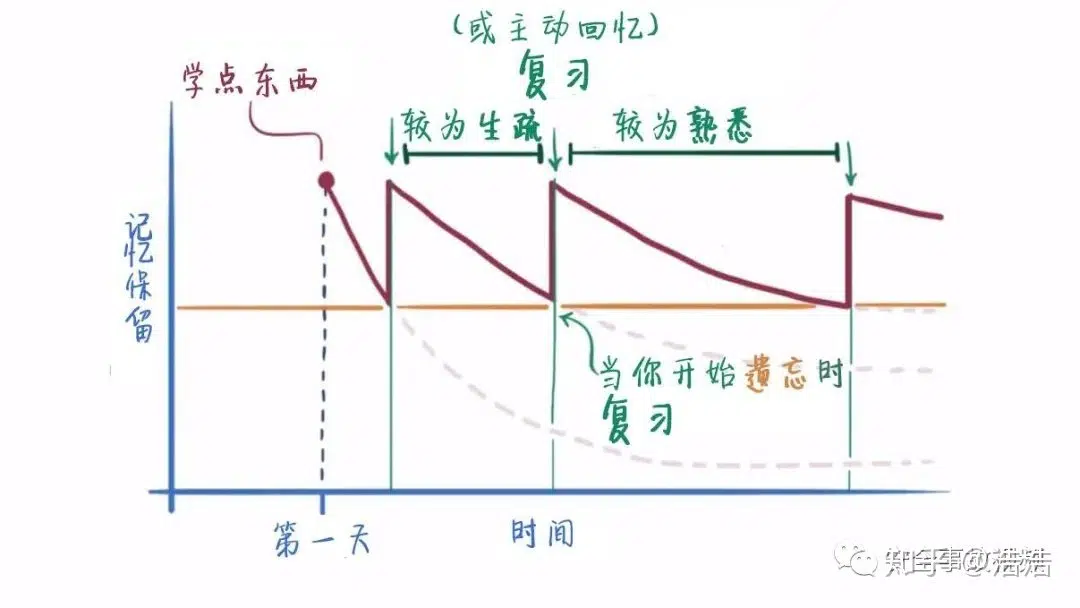 (或主动回忆)
复习
学点东西
较为生疏
较为熟悉
记忆保留
当你开始遗忘时
复习
第一天
时间
知乎 @浩浩